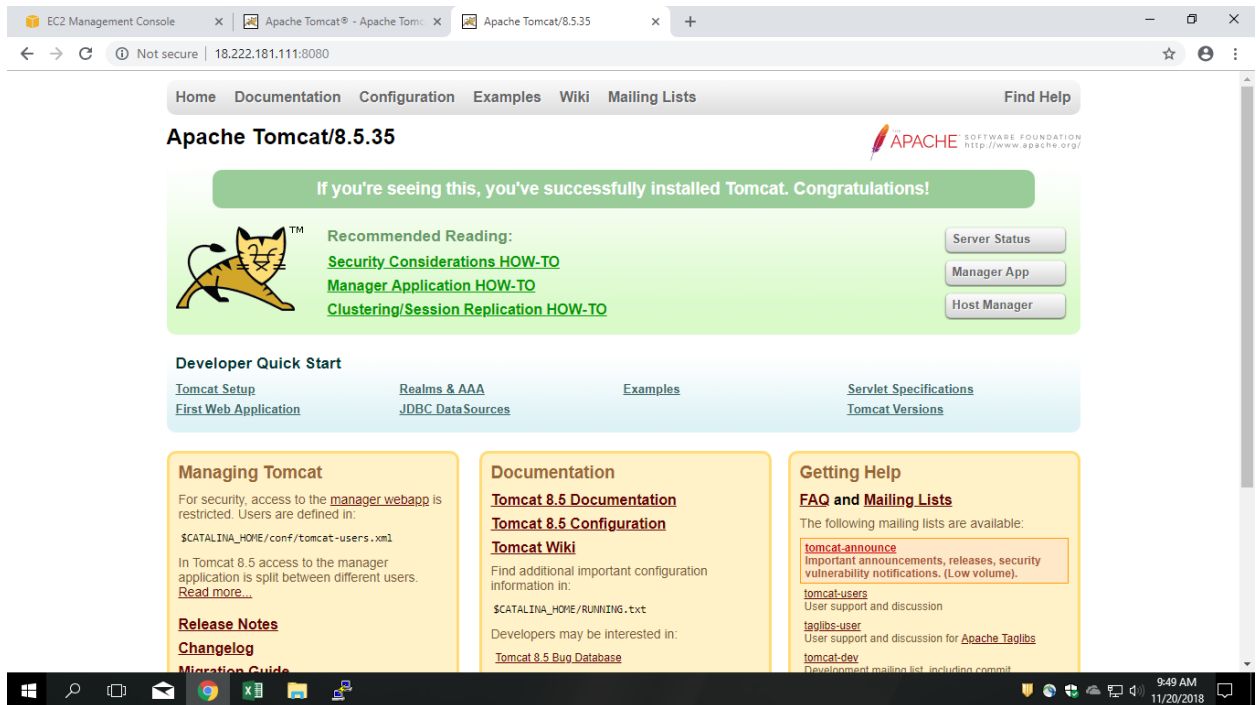 EC2 Management Console
Apache Tomcat® - Apache Tomc
Apache Tomcat/8.5.35
Not secure | 18.222.181.111:8080
Home Documentation Configuration Examples Wiki Mailing Lists Find Help
Apache Tomcat/8.5.35
THE
APACHE SOFTWARE FOUNDATION
http://www.apache.org/
If you're seeing this, you've successfully installed Tomcat. Congratulations!
TM
Recommended Reading:
Security Considerations HOW-TO
Manager Application HOW-TO
Clustering/Session Replication HOW-TO
Server Status
Manager App
Host Manager
Developer Quick Start
Tomcat Setup
First Web Application
Realms & AAA
JDBC DataSources
Examples
Servlet Specifications
Tomcat Versions
Managing Tomcat
For security, access to the manager webapp is
restricted. Users are defined in:
$CATALINA_HOME/conf/tomcat-users.xml
In Tomcat 8.5 access to the manager
application is split between different users.
Read more...
Release Notes
Changelog
Migration Guide
Documentation
Tomcat 8.5 Documentation
Tomcat 8.5 Configuration
Tomcat Wiki
Find additional important configuration
information in:
$CATALINA_HOME/RUNNING.txt
Developers may be interested in:
Tomcat 8.5 Bug Database
Getting Help
FAQ and Mailing Lists
The following mailing lists are available:
tomcat-announce
Important announcements, releases, security
vulnerability notifications. (Low volume).
tomcat-users
User support and discussion
taglibs-user
User support and discussion for Apache Taglibs
tomcat-dev
Development mailing list, including commit
9:49 AM
11/20/2018